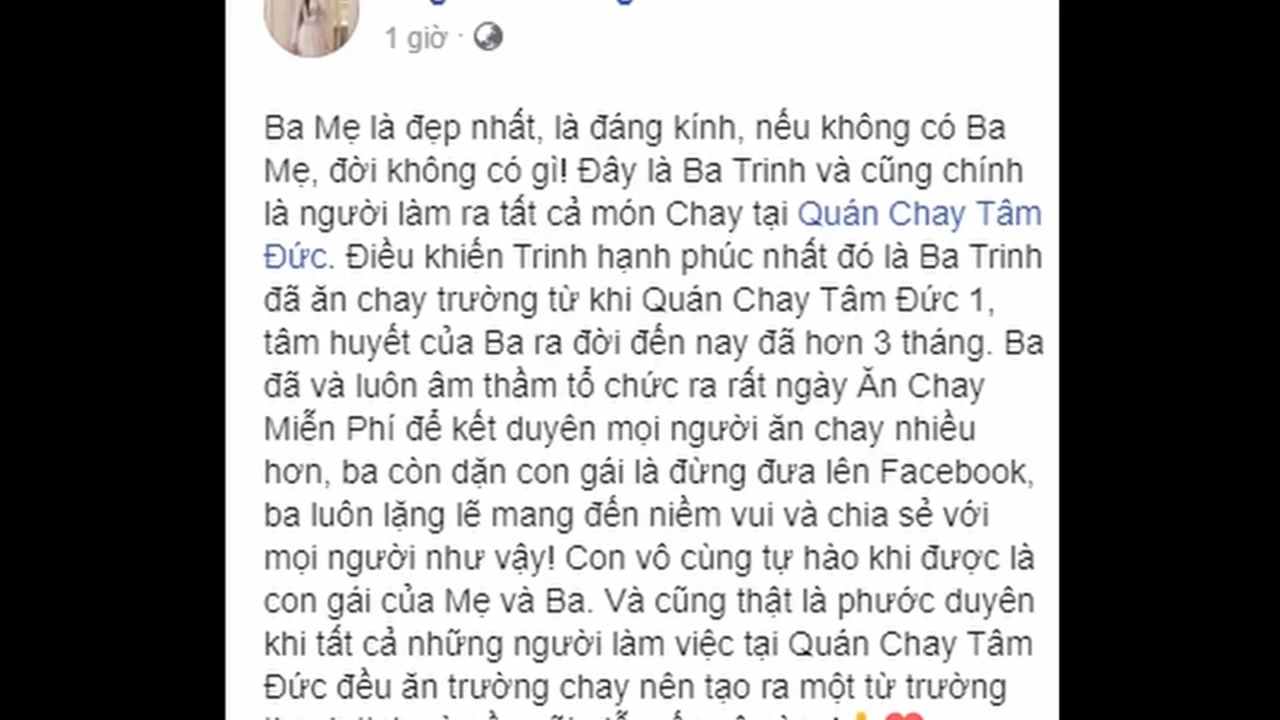 1 giờ ·
Ba Mẹ là đẹp nhất, là đáng kính, nếu không có Ba
Mẹ, đời không có gì! Đây là Ba Trinh và cũng chính
là người làm ra tất cả món Chay tại Quán Chay Tâm
Đức. Điều khiến Trinh hạnh phúc nhất đó là Ba Trinh
đã ăn chay trường từ khi Quán Chay Tâm Đức 1,
tâm huyết của Ba ra đời đến nay đã hơn 3 tháng. Ba
đã và luôn âm thầm tổ chức ra rất ngày Ăn Chay
Miễn Phí để kết duyên mọi người ăn chay nhiều
hơn, ba còn dặn con gái là đừng đưa lên Facebook,
ba luôn lặng lẽ mang đến niềm vui và chia sẻ với
mọi người như vậy! Con vô cùng tự hào khi được là
con gái của Mẹ và Ba. Và cũng thật là phước duyên
khi tất cả những người làm việc tại Quán Chay Tâm
Đức đều ăn trường chay nên tạo ra một từ trường